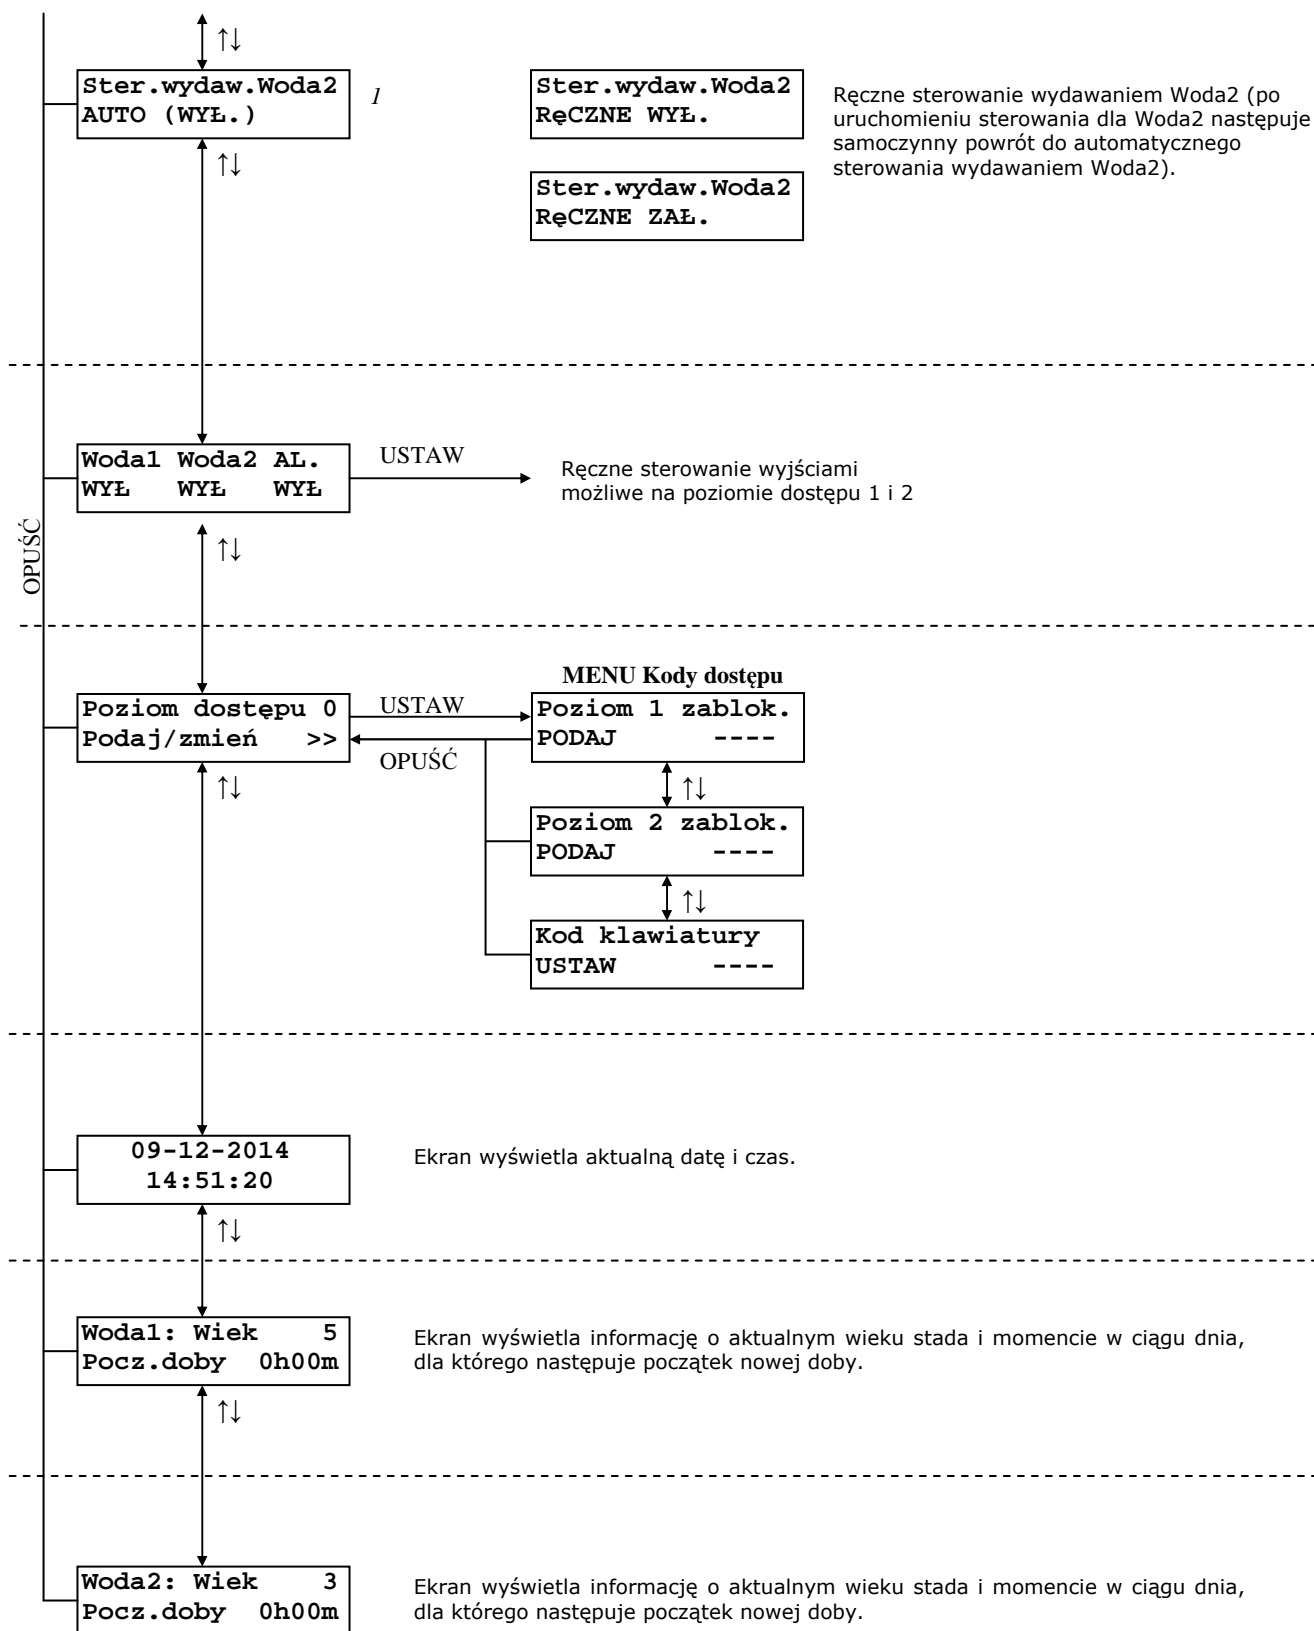 ↑↓
Ster.wydaw.Woda2
AUTO (WYŁ.)
1
Ster.wydaw.Woda2
RęCZNE WYŁ.
Ręczne sterowanie wydawaniem Woda2 (po
uruchomieniu sterowania dla Woda2 następuje
samoczynny powrót do automatycznego
sterowania wydawaniem Woda2).
↑↓
Ster.wydaw.Woda2
RęCZNE ZAŁ.
Woda1 Woda2 AL.
WYŁ WYŁ WYŁ
USTAW
Ręczne sterowanie wyjściami
możliwe na poziomie dostępu 1 i 2
OPUŚĆ
↑↓
MENU Kody dostępu
Poziom dostępu 0
Podaj/zmień >>
USTAW
OPUŚĆ
Poziom 1 zablok.
PODAJ ----
↑↓
↑↓
Poziom 2 zablok.
PODAJ ----
↑↓
Kod klawiatury
USTAW ----
09-12-2014
14:51:20
Ekran wyświetla aktualną datę i czas.
↑↓
Woda1: Wiek 5
Pocz.doby 0h00m
Ekran wyświetla informację o aktualnym wieku stada i momencie w ciągu dnia,
dla którego następuje początek nowej doby.
↑↓
Woda2: Wiek 3
Pocz.doby 0h00m
Ekran wyświetla informację o aktualnym wieku stada i momencie w ciągu dnia,
dla którego następuje początek nowej doby.